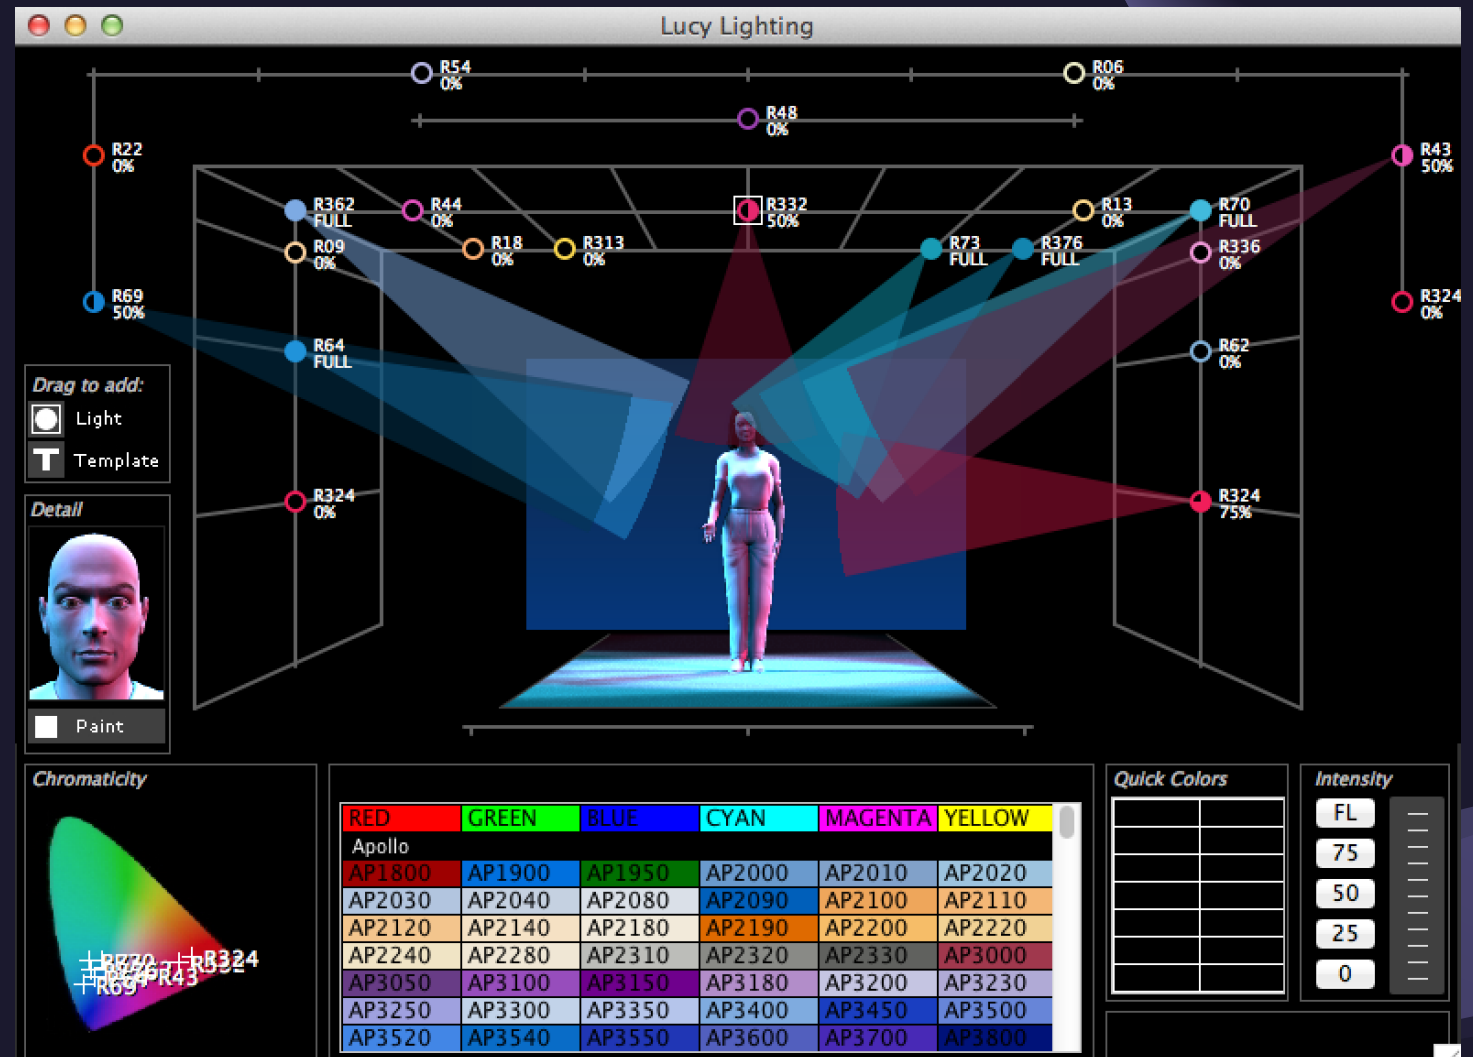 Lucy Lighting
R54
0%
R06
0%
R48
0%
R22
0%
R43
50%
R362
FULL
R44
0%
R332
50%
R13
0%
R70
FULL
R09
0%
R18
0%
R313
0%
R73
FULL
R376
FULL
R336
0%
R69
50%
R324
0%
R64
FULL
R62
0%
R324
0%
R324
75%
Drag to add:
Light
T Template
Detail
Paint
Chromaticity
R324
R43
R69
RED GREEN BLUE CYAN MAGENTA YELLOW
Apollo
AP1800 AP1900 AP1950 AP2000 AP2010 AP2020
AP2030 AP2040 AP2080 AP2090 AP2100 AP2110
AP2120 AP2140 AP2180 AP2190 AP2200 AP2220
AP2240 AP2280 AP2310 AP2320 AP2330 AP3000
AP3050 AP3100 AP3150 AP3180 AP3200 AP3230
AP3250 AP3300 AP3350 AP3400 AP3450 AP3500
AP3520 AP3540 AP3550 AP3600 AP3700 AP3800
Quick Colors
Intensity
FL
75
50
25
0